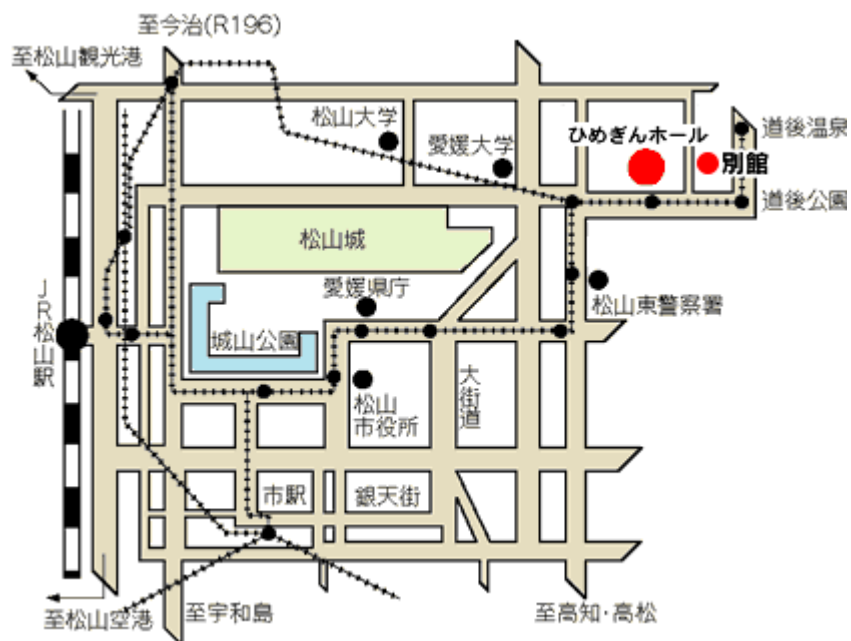 至今治(R196)
至松山観光港
松山大学
愛媛大学
ひめぎんホール
別館
道後温泉
道後公園
松山城
愛媛県庁
松山東警察署
JR松山駅
城山公園
大街道
松山
市役所
市駅
銀天街
至松山空港
至宇和島
至高知・高松